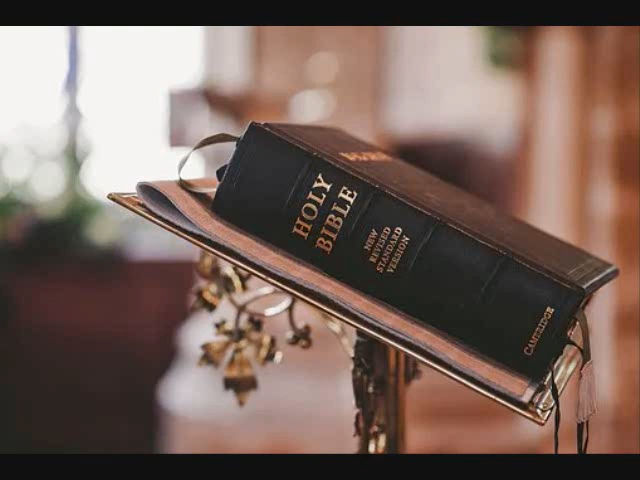 HOLY
BIBLE
NEW
REVISED
STANDARD
VERSION
CAMBRIDGE